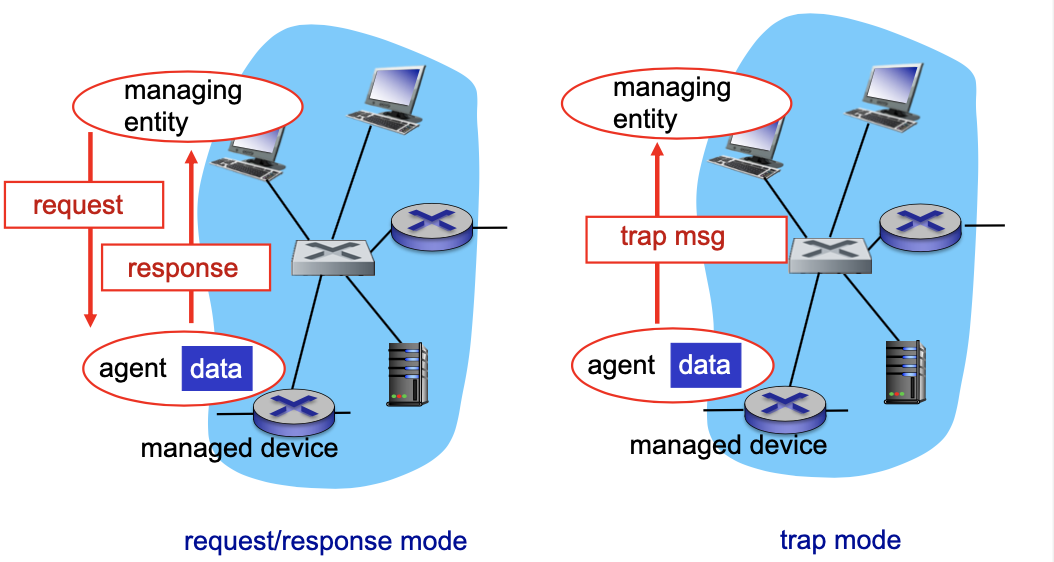 managing
entity
request
response
agent data
managed device
request/response mode
managing
entity
trap msg
agent data
managed device
trap mode